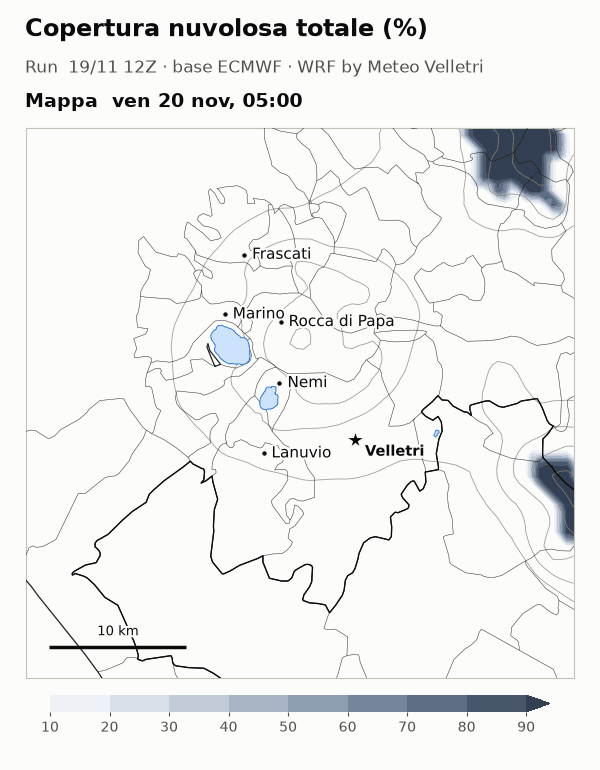 Copertura nuvolosa totale (%)
Run 19/11 12Z · base ECMWF · WRF by Meteo Velletri
Mappa ven 20 nov, 05:00
Frascati
Marino
Rocca di Papa
Nemi
Velletri
Lanuvio
10 km
10 20 30 40 50 60 70 80 90